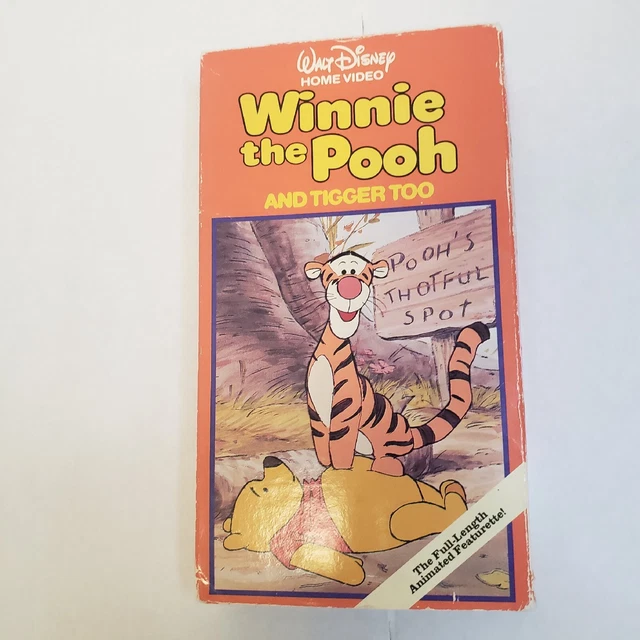 WALT DISNEY
HOME VIDEO
Winnie
the Pooh
AND TIGGER TOO
POOH'S
THOTFUL
SPOT
The Full-Length
Animated Featurette!